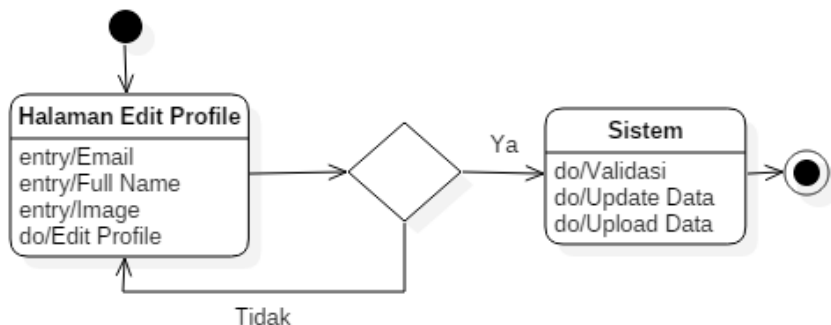 Halaman Edit Profile
entry/Email
entry/Full Name
entry/Image
do/Edit Profile
Ya
Sistem
do/Validasi
do/Update Data
do/Upload Data
Tidak